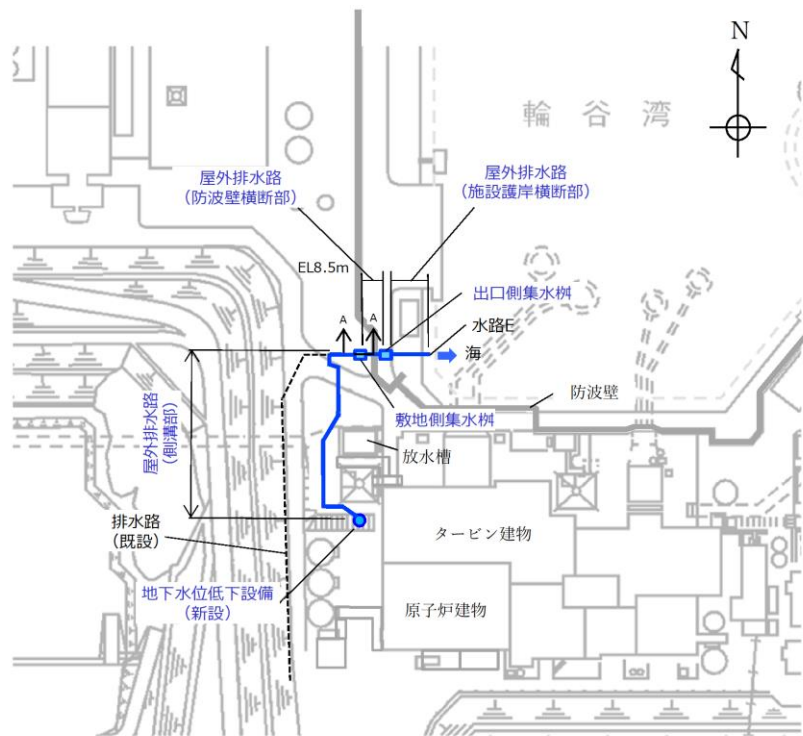 N
輪谷湾
屋外排水路
（防波壁横断部）
屋外排水路
（施設護岸横断部）
EL8.5m
出口側集水桝
A
A
水路E
海
防波壁
敷地側集水桝
屋外排水路
（側溝部）
放水槽
排水路
（既設）
タービン建物
地下水位低下設備
（新設）
原子炉建物